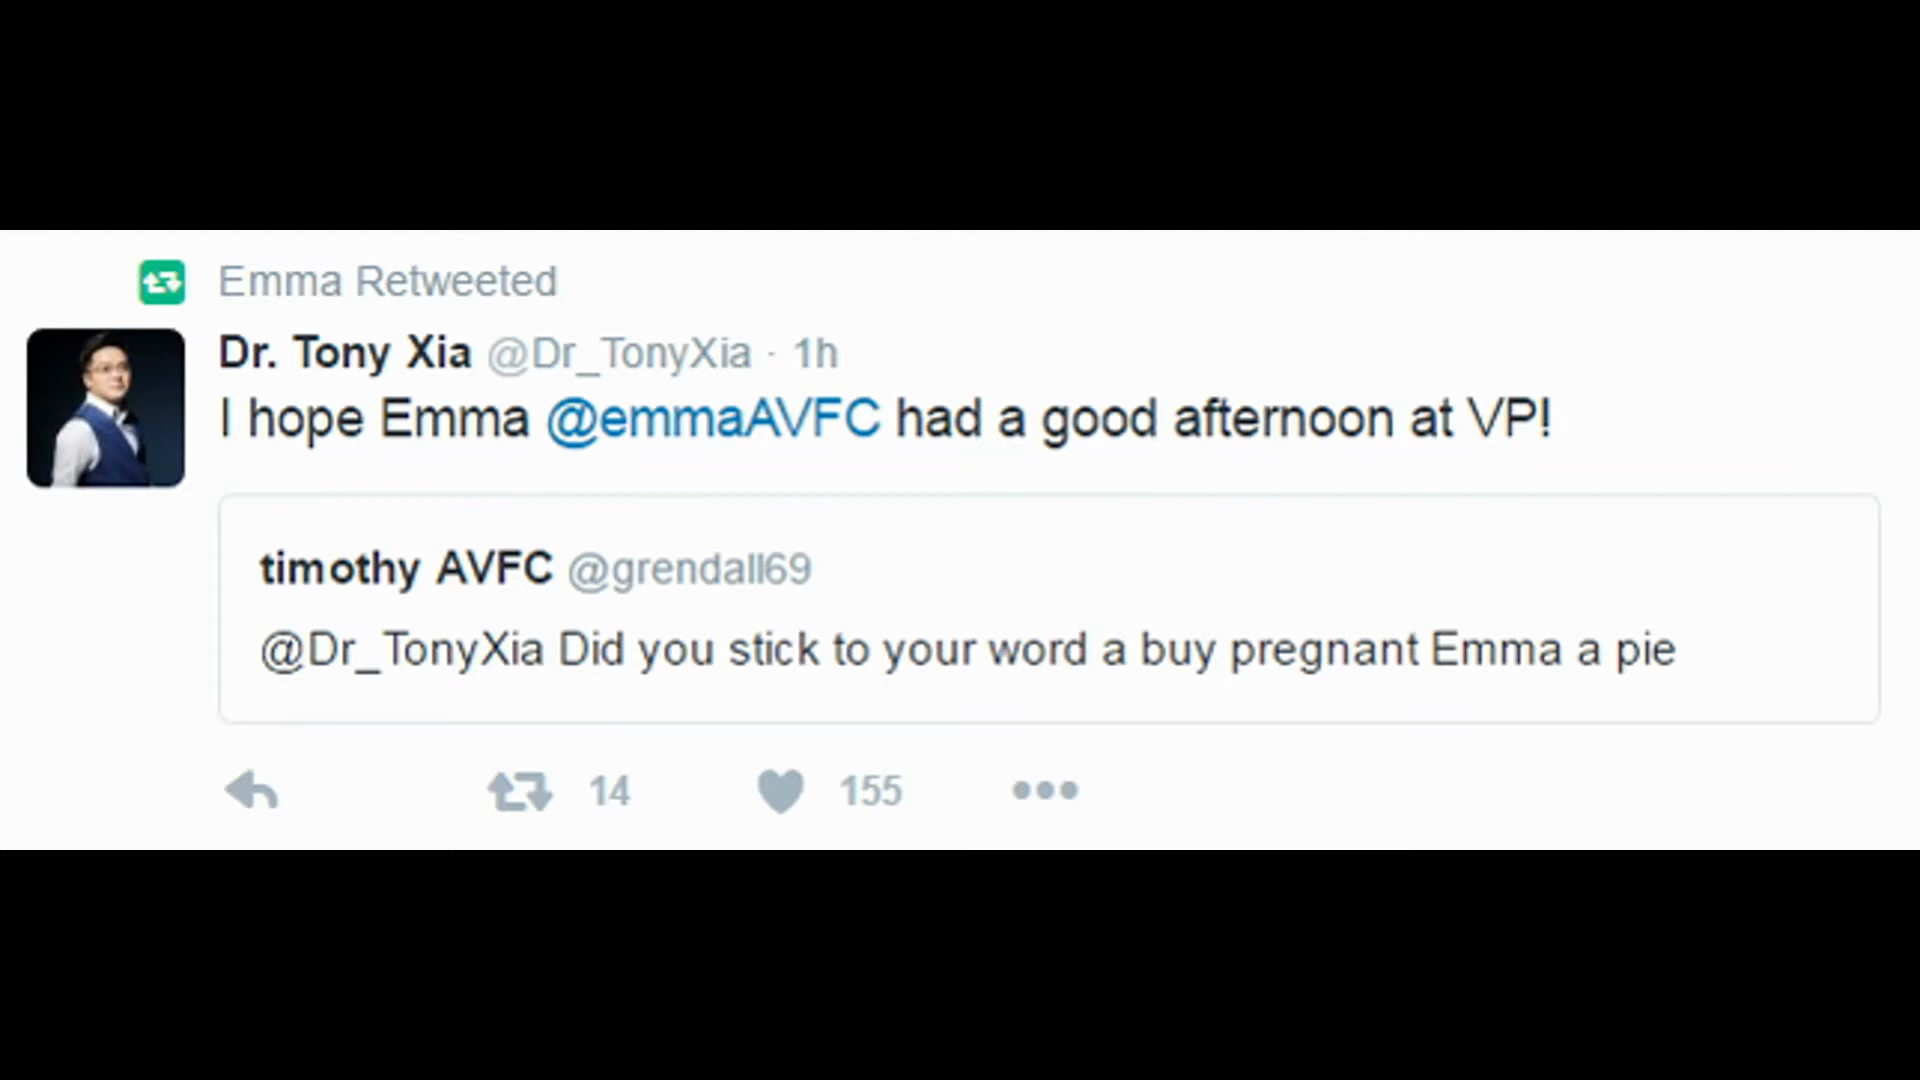 Emma Retweeted
Dr. Tony Xia @Dr_TonyXia · 1h
I hope Emma @emmaAVFC had a good afternoon at VP!
timothy AVFC @grendall69
@Dr_TonyXia Did you stick to your word a buy pregnant Emma a pie
14 155